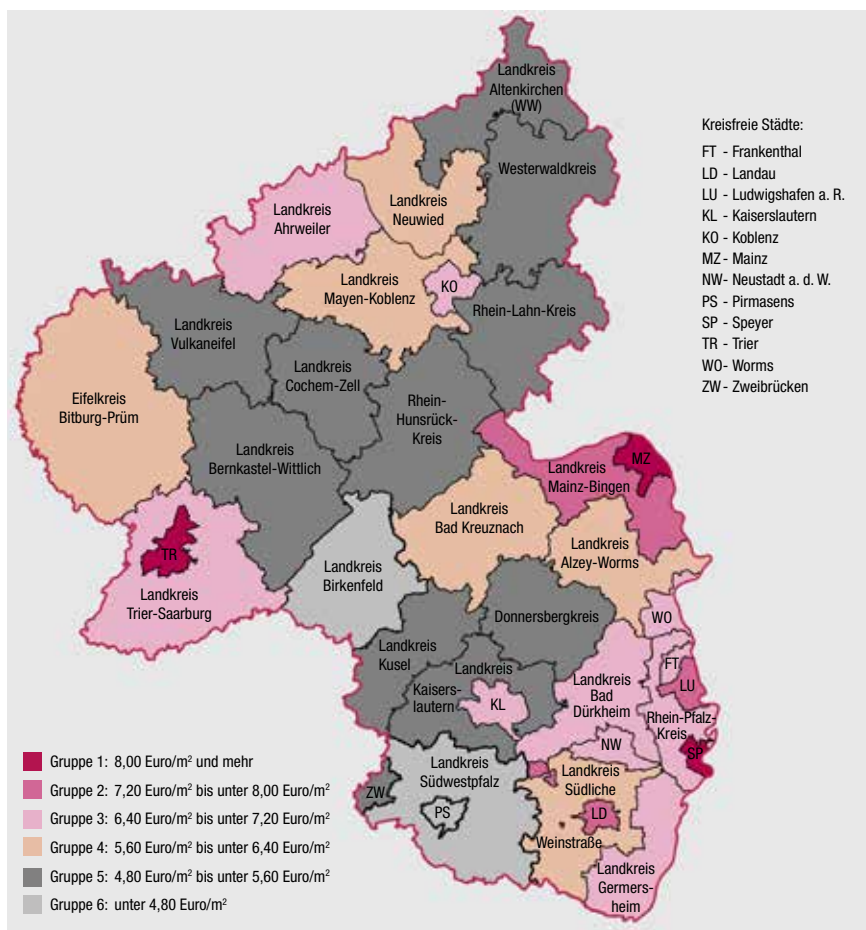 Landkreis
Altenkirchen
(WW)
Westerwaldkreis
Landkreis
Neuwied
Landkreis
Ahrweiler
Landkreis
Mayen-Koblenz
KO
Rhein-Lahn-Kreis
Landkreis
Vulkaneifel
Landkreis
Cochem-Zell
Rhein-
Hunsrück-
Kreis
Eifelkreis
Bitburg-Prüm
Landkreis
Bernkastel-Wittlich
Landkreis
Mainz-Bingen
MZ
Landkreis
Bad Kreuznach
Landkreis
Alzey-Worms
TR
Landkreis
Trier-Saarburg
Landkreis
Birkenfeld
Donnersbergkreis
WO
Landkreis
Kusel
Landkreis
Kaisers-
lautern
KL
Landkreis
Bad
Dürkheim
FT
LU
Rhein-Pfalz-
Kreis
SP
NW
Landkreis
Südwestpfalz
ZW
PS
Landkreis
Südliche
Weinstraße
LD
Landkreis
Germers-
heim
Kreisfreie Städte:
FT - Frankenthal
LD - Landau
LU - Ludwigshafen a. R.
KL - Kaiserslautern
KO - Koblenz
MZ - Mainz
NW- Neustadt a. d. W.
PS - Pirmasens
SP - Speyer
TR - Trier
WO- Worms
ZW - Zweibrücken
Gruppe 1: 8,00 Euro/m² und mehr
Gruppe 2: 7,20 Euro/m² bis unter 8,00 Euro/m²
Gruppe 3: 6,40 Euro/m² bis unter 7,20 Euro/m²
Gruppe 4: 5,60 Euro/m² bis unter 6,40 Euro/m²
Gruppe 5: 4,80 Euro/m² bis unter 5,60 Euro/m²
Gruppe 6: unter 4,80 Euro/m²